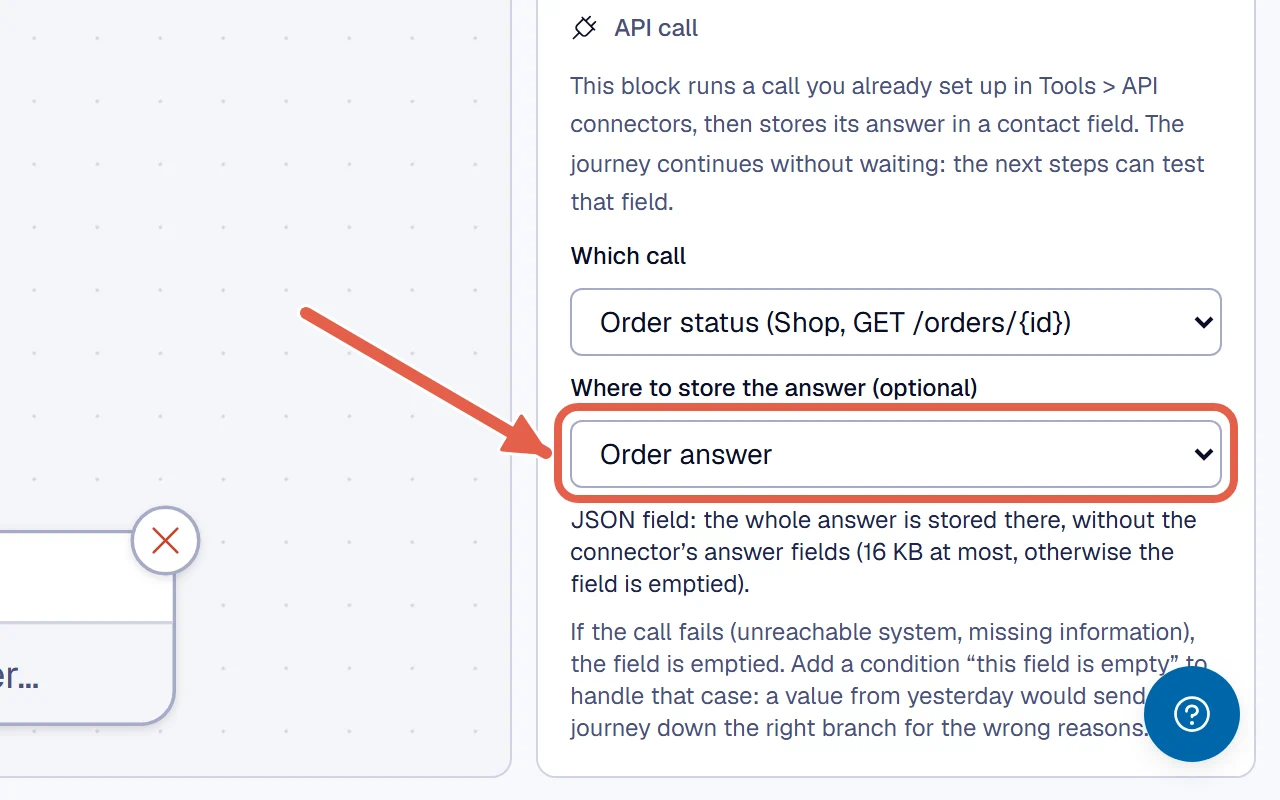 API call
This block runs a call you already set up in Tools > API
connectors, then stores its answer in a contact field. The
journey continues without waiting: the next steps can test
that field.
Which call
Order status (Shop, GET /orders/{id})
Where to store the answer (optional)
Order answer
JSON field: the whole answer is stored there, without the
connector’s answer fields (16 KB at most, otherwise the
field is emptied).
If the call fails (unreachable system, missing information),
the field is emptied. Add a condition “this field is empty” to
handle that case: a value from yesterday would send
journey down the right branch for the wrong reasons.
er...